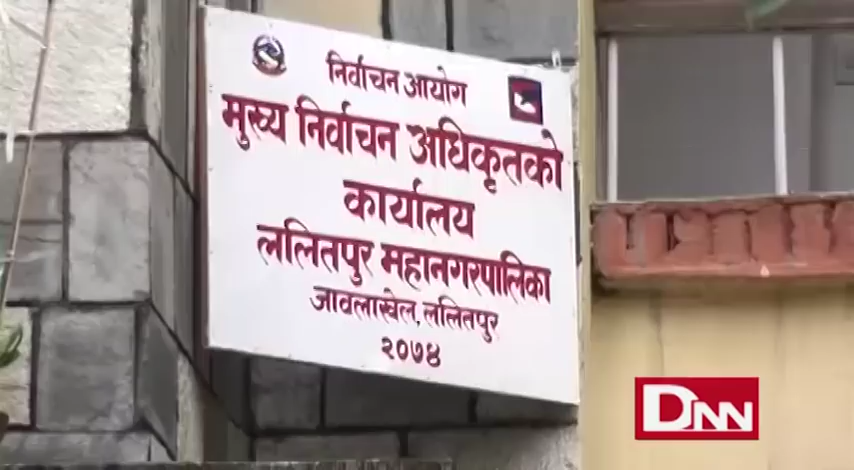 निर्वाचन आयोग
मुख्य निर्वाचन अधिकृतको
कार्यालय
ललितपुर महानगरपालिका
जावलाखेल, ललितपुर
२०७४
DNN